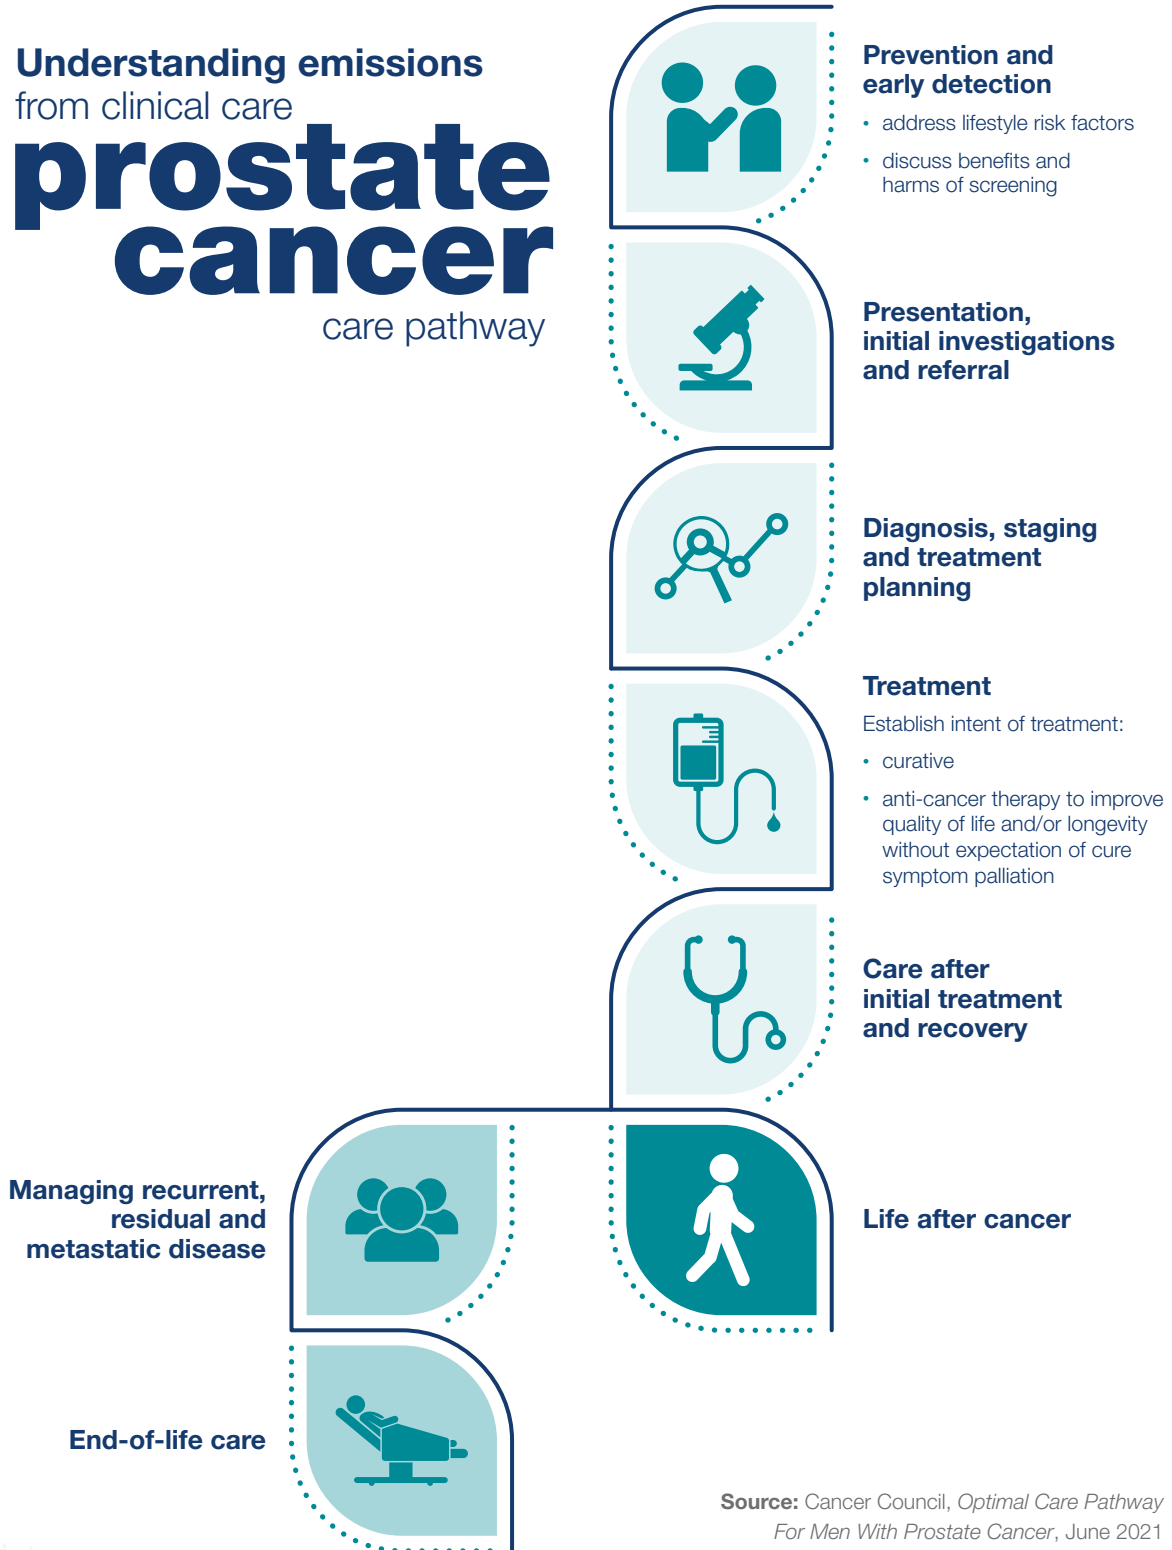 Understanding emissions
from clinical care
prostate
cancer
care pathway
Prevention and
early detection
• address lifestyle risk factors
• discuss benefits and
harms of screening
Presentation,
initial investigations
and referral
Diagnosis, staging
and treatment
planning
Treatment
Establish intent of treatment:
• curative
• anti-cancer therapy to improve
quality of life and/or longevity
without expectation of cure
symptom palliation
Care after
initial treatment
and recovery
Managing recurrent,
residual and
metastatic disease
Life after cancer
End-of-life care
Source: Cancer Council, Optimal Care Pathway
For Men With Prostate Cancer, June 2021